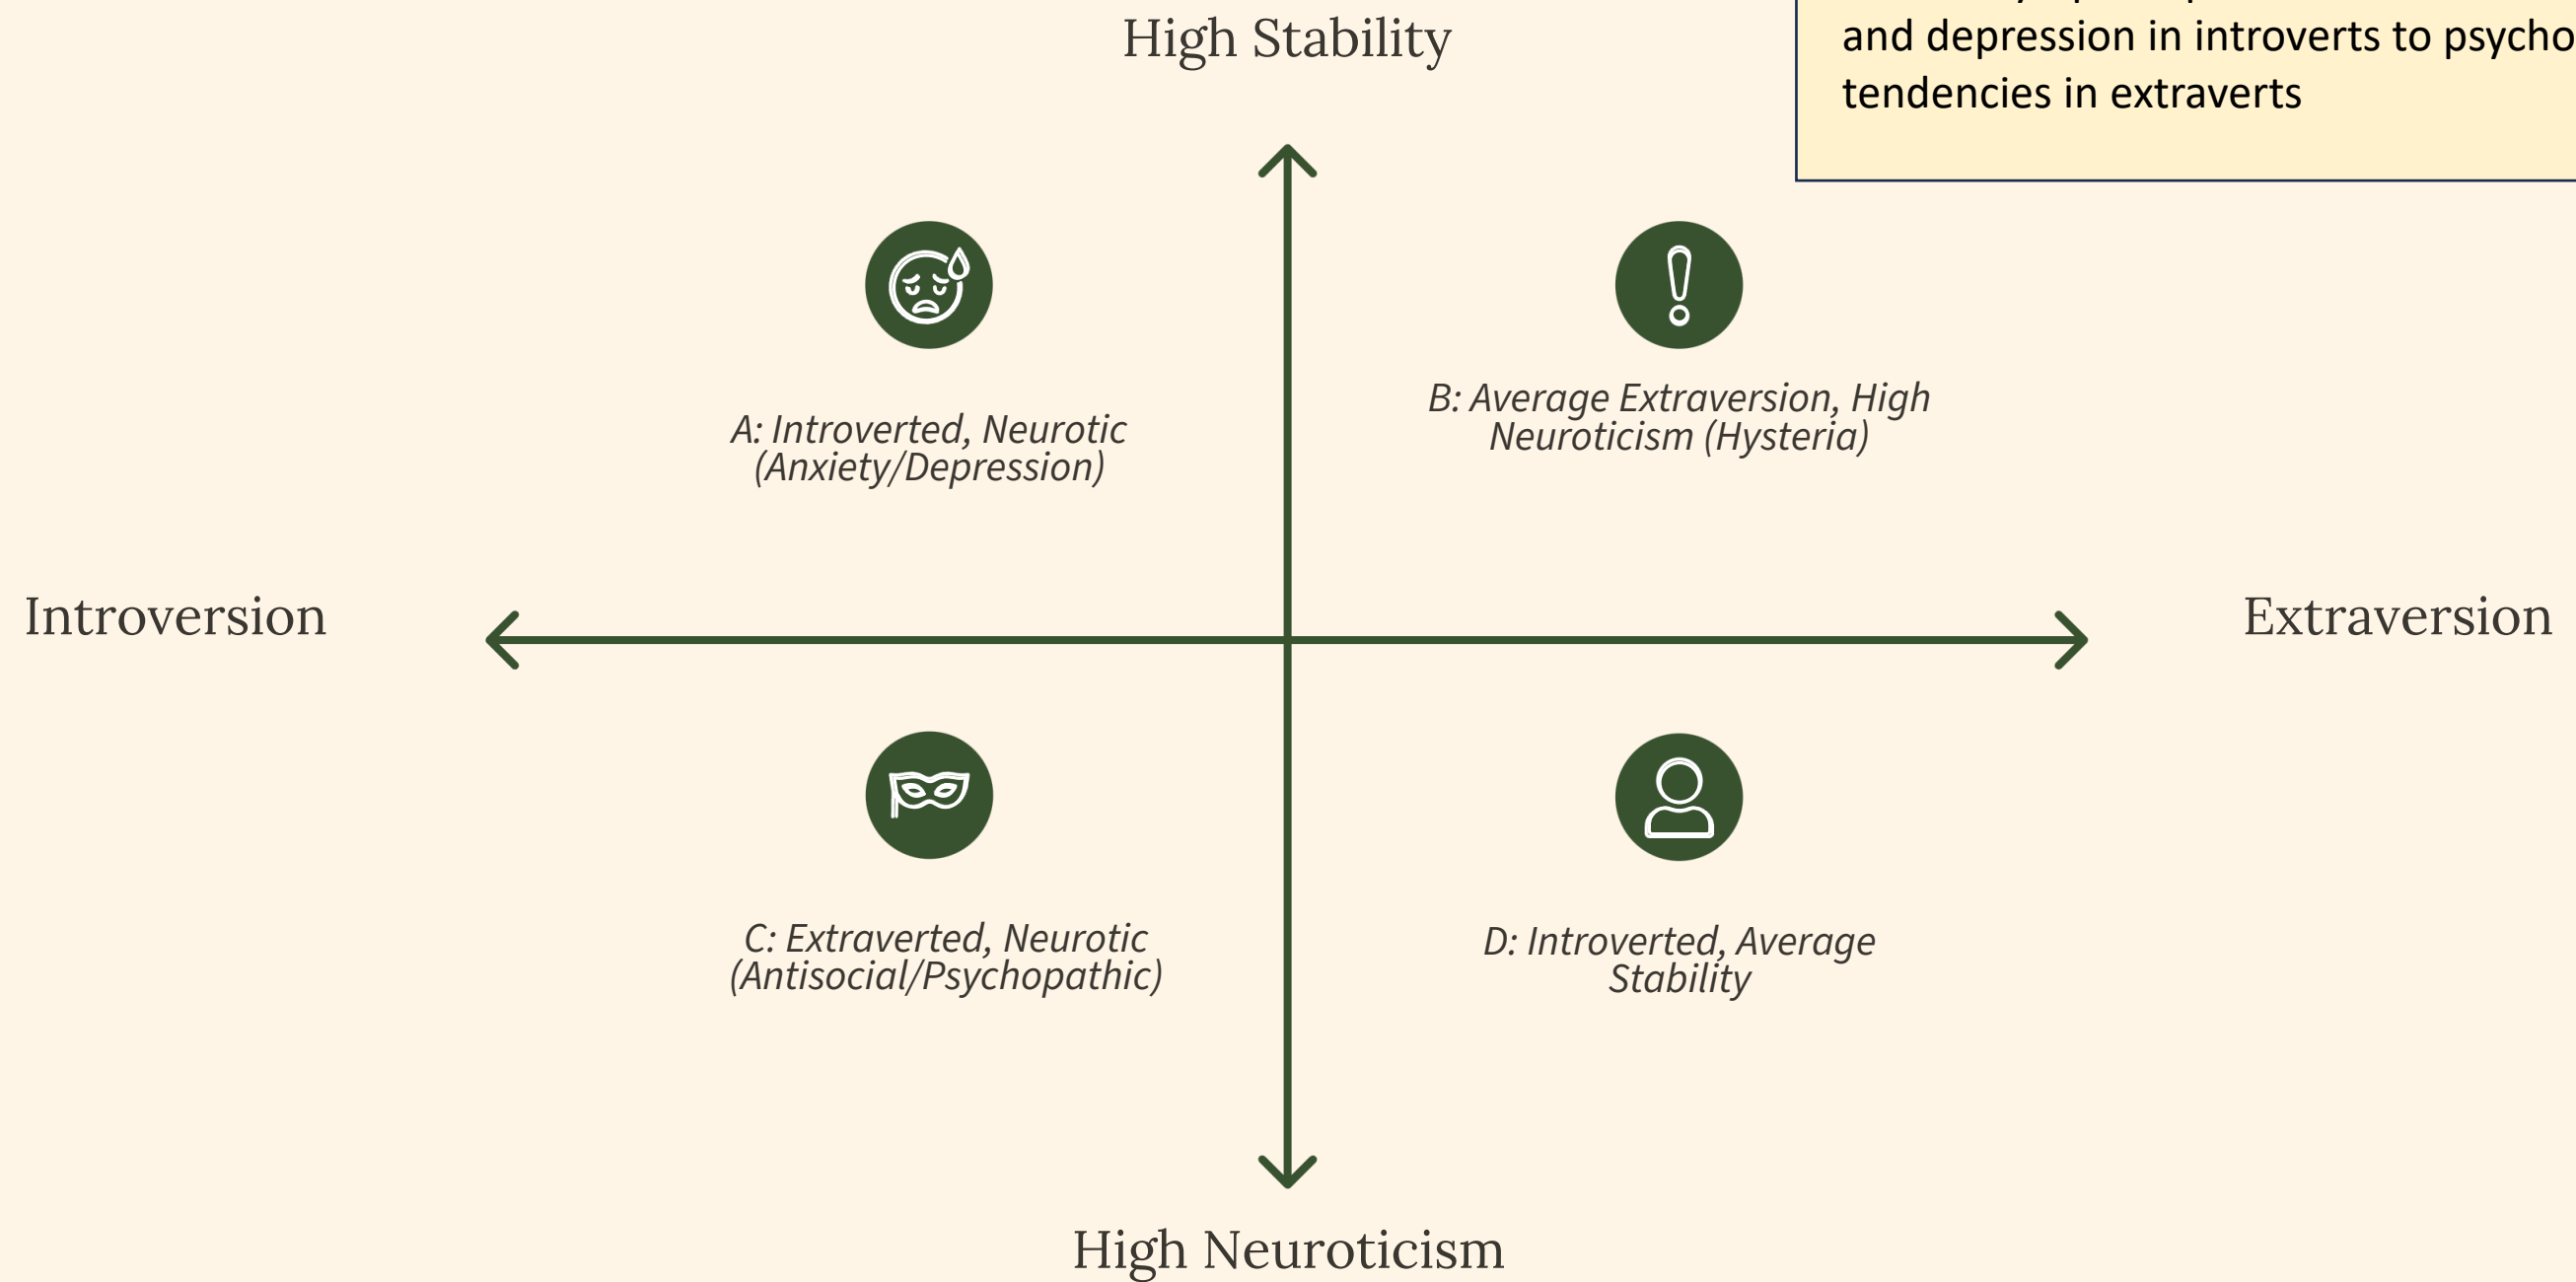 High Stability
and depression in introverts to psycho
tendencies in extraverts
A: Introverted, Neurotic
(Anxiety/Depression)
B: Average Extraversion, High
Neuroticism (Hysteria)
Introversion
Extraversion
C: Extraverted, Neurotic
(Antisocial/Psychopathic)
D: Introverted, Average
Stability
High Neuroticism